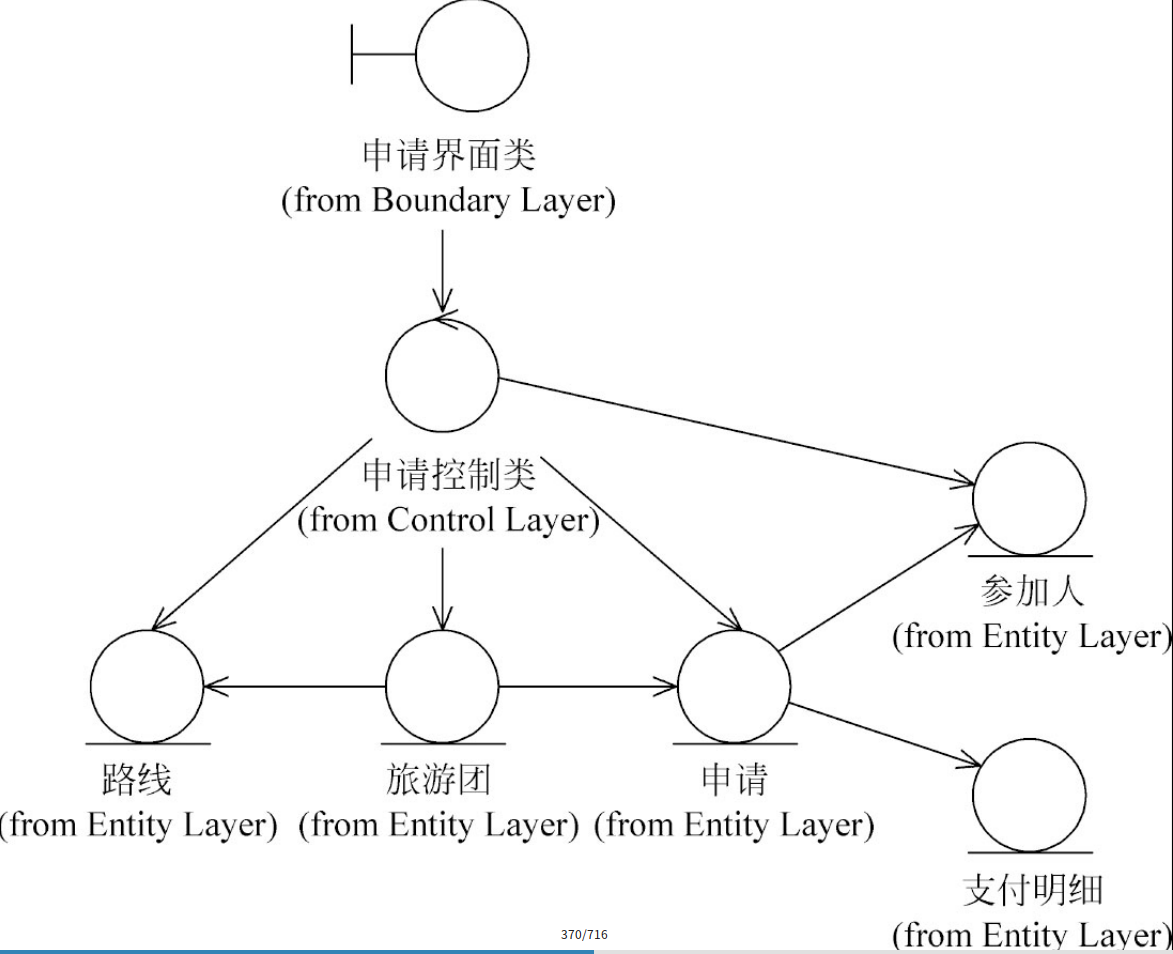 申请界面类
(from Boundary Layer)
申请控制类
(from Control Layer)
参加人
(from Entity Layer)
路线
(from Entity Layer)
旅游团
(from Entity Layer)
申请
(from Entity Layer)
支付明细
(from Entity Layer)
370/716